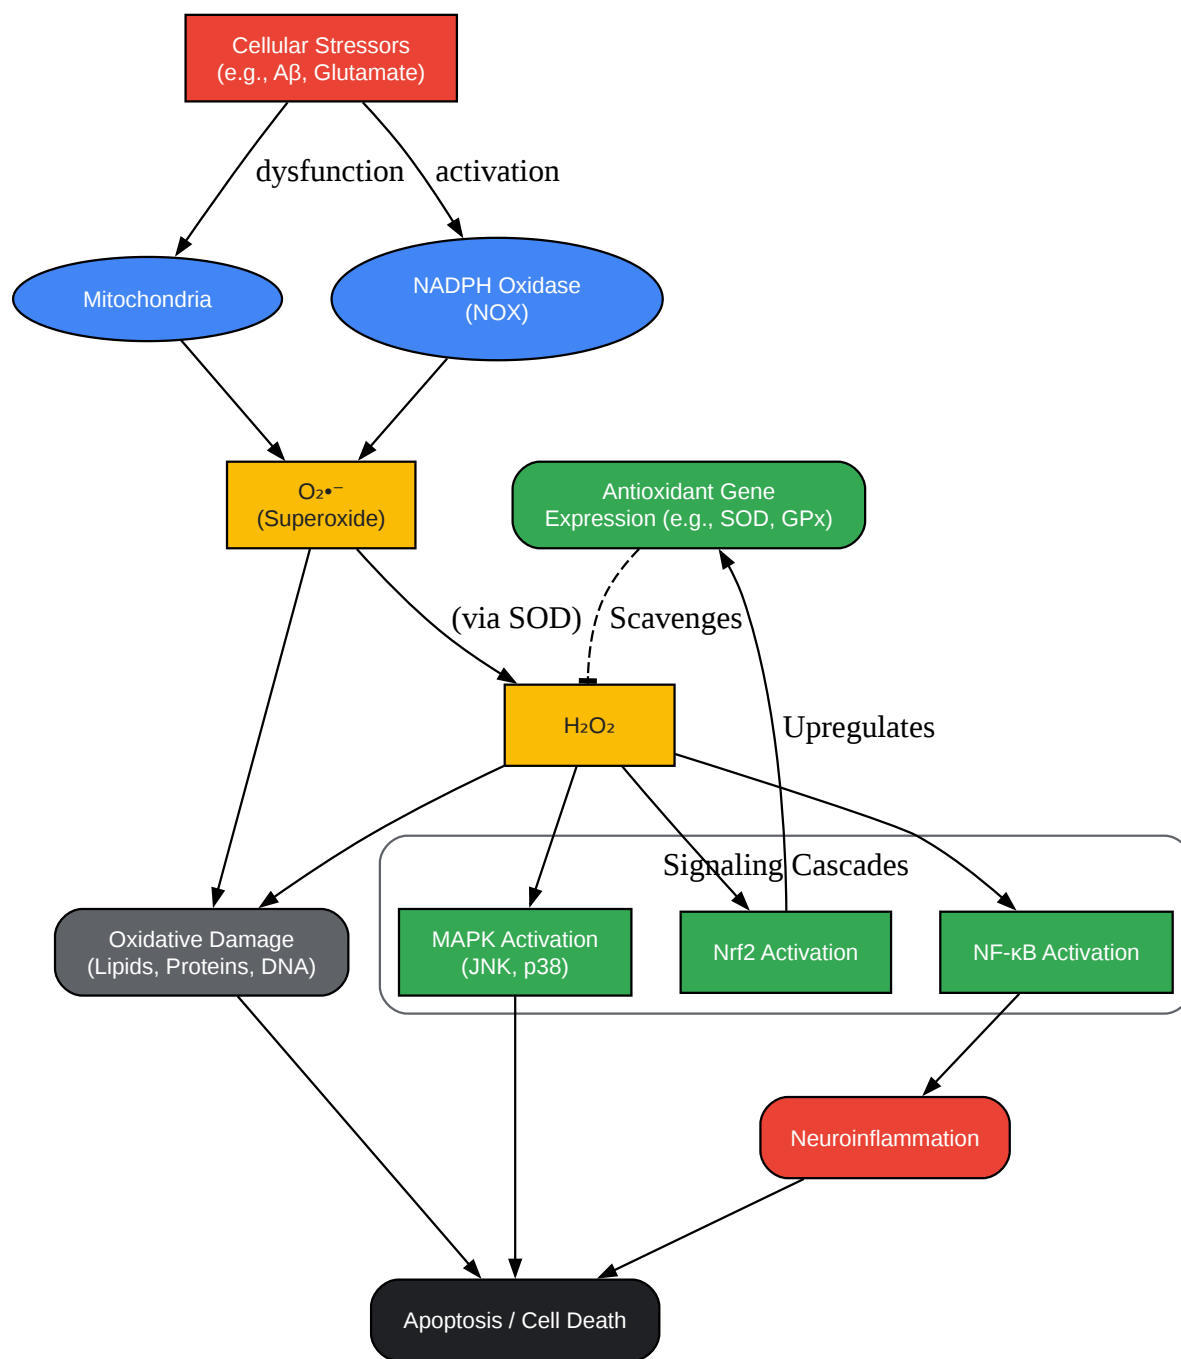 Cellular Stressors
(e.g., Aβ, Glutamate)
dysfunction
activation
Mitochondria
NADPH Oxidase
(NOX)
O₂•⁻
(Superoxide)
Antioxidant Gene
Expression (e.g., SOD, GPx)
(via SOD)
Scavenges
H₂O₂
Upregulates
Signaling Cascades
Oxidative Damage
(Lipids, Proteins, DNA)
MAPK Activation
(JNK, p38)
Nrf2 Activation
NF-κB Activation
Neuroinflammation
Apoptosis / Cell Death